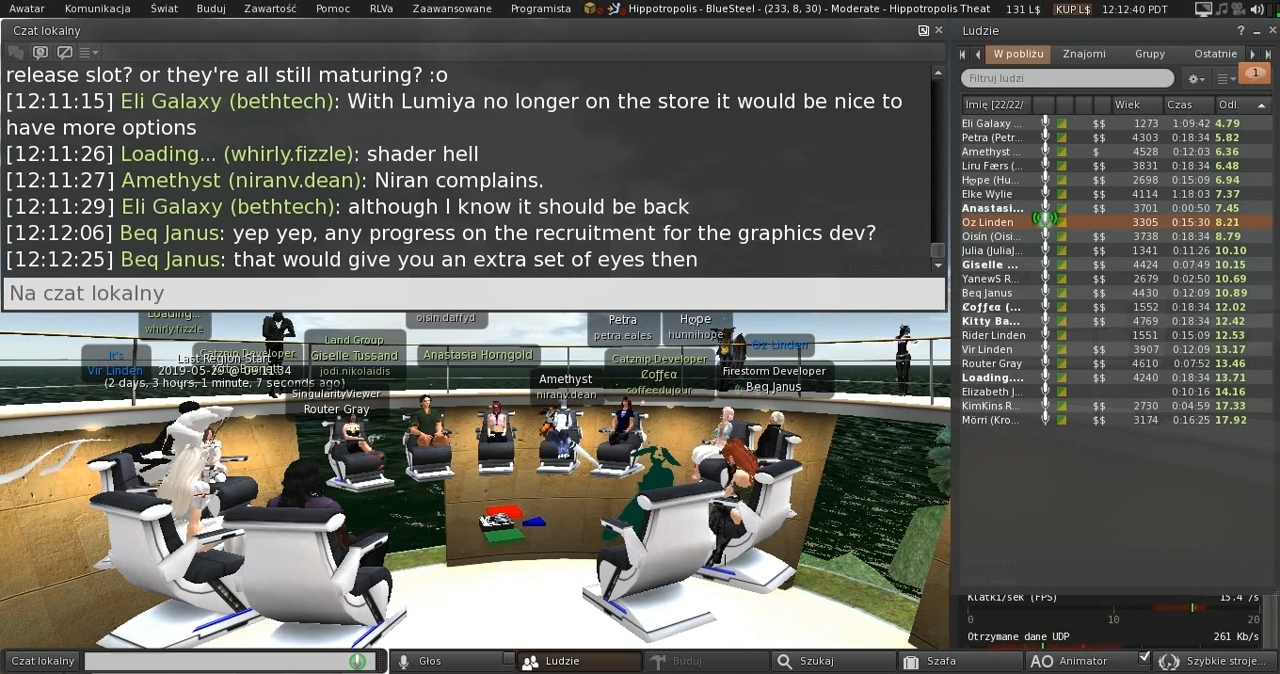 Awatar Komunikacja Świat Buduj Zawartość Pomoc RLVa Zaawansowane Programista Hippotropolis - BlueSteel - (233, 8, 30) - Moderate - Hippotropolis Theat 131 L$ KUP L$ 12:12:40 PDT
Czat lokalny
release slot? or they're all still maturing? :o
[12:11:15] Eli Galaxy (bethtech): With Lumiya no longer on the store it would be nice to
have more options
[12:11:26] Loading... (whirly.fizzle): shader hell
[12:11:27] Amethyst (niranv.dean): Niran complains.
[12:11:29] Eli Galaxy (bethtech): although I know it should be back
[12:12:06] Beq Janus: yep yep, any progress on the recruitment for the graphics dev?
[12:12:25] Beq Janus: that would give you an extra set of eyes then
Na czat lokalny
Ludzie
W pobliżu Znajomi Grupy Ostatnie
1
Filtruj ludzi
Imię [22/22/ Wiek Czas Odl.
Eli Galaxy ... $$ 1273 1:09:42 4.79
Petra (Petr... $$ 4303 0:18:34 5.82
Amethyst ... $ 4528 0:12:03 6.36
Liru Færs (... $$ 3831 0:18:34 6.48
Họpe (Hu... $$ 2698 0:15:09 6.94
Elke Wylie $$ 4114 1:18:03 7.37
Anastasi... $$ 3701 0:00:50 7.45
Oz Linden 3305 0:15:30 8.21
Oisín (Oisi... $$ 3738 0:18:34 8.79
Julia (JuliaJ... $$ 1341 0:11:26 10.10
Giselle ... $$ 4424 0:07:49 10.15
YanewS R... $$ 2679 0:02:50 10.69
Beq Janus $$ 4430 0:12:09 10.89
₡σƒƒєα (... $$ 1552 0:18:34 12.02
Kitty Ba... $$ 4769 0:18:34 12.42
Rider Linden 1551 0:15:09 12.53
Vir Linden $$ 3907 0:12:09 13.17
Router Gray $$ 4610 0:07:52 13.46
Loading.... $$ 4240 0:18:34 13.71
Elizabeth J... 0:10:16 14.16
KimKins R... $$ 2730 0:04:59 17.33
Mörri (Kro... $$ 3174 0:16:25 17.92
Loading...
whirly.fizzle
oisin.daffyd
Petra
petra.eales
Họpe
hunnihope
Oz Linden
It's
Vir Linden
Catznip Developer
Last Region Start
2019-05-29 @ 09:11:34
(2 days, 3 hours, 1 minute, 7 seconds ago)
Land Group
Giselle Tussand
jodi.nikolaidis
Anastasia Horngold
SingularityViewer
Router Gray
Amethyst
niranv.dean
Catznip Developer
₡σƒƒєα
coffeedujour
Firestorm Developer
Beq Janus
Klatki/sek (FPS) 15.4 /s
0 10 20
Otrzymane dane UDP 261 Kb/s
Czat lokalny Głos Ludzie Buduj Szukaj Szafa AO Animator Szybkie stroje...